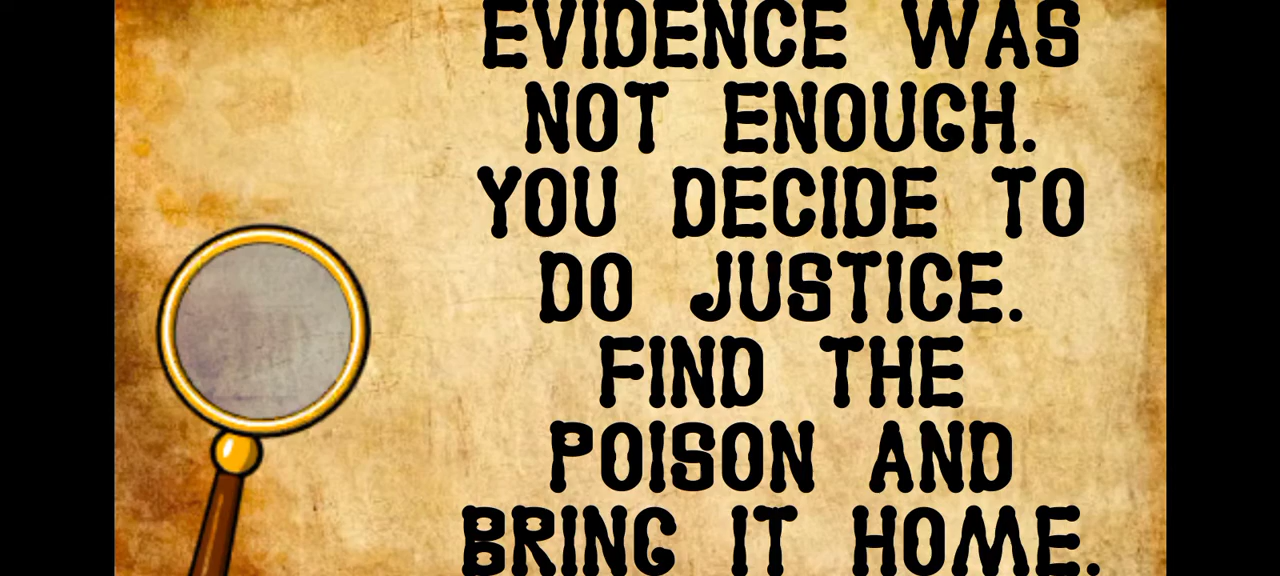 EVIDENCE WAS
NOT ENOUGH.
YOU DECIDE TO
DO JUSTICE.
FIND THE
POISON AND
BRING IT HOME.